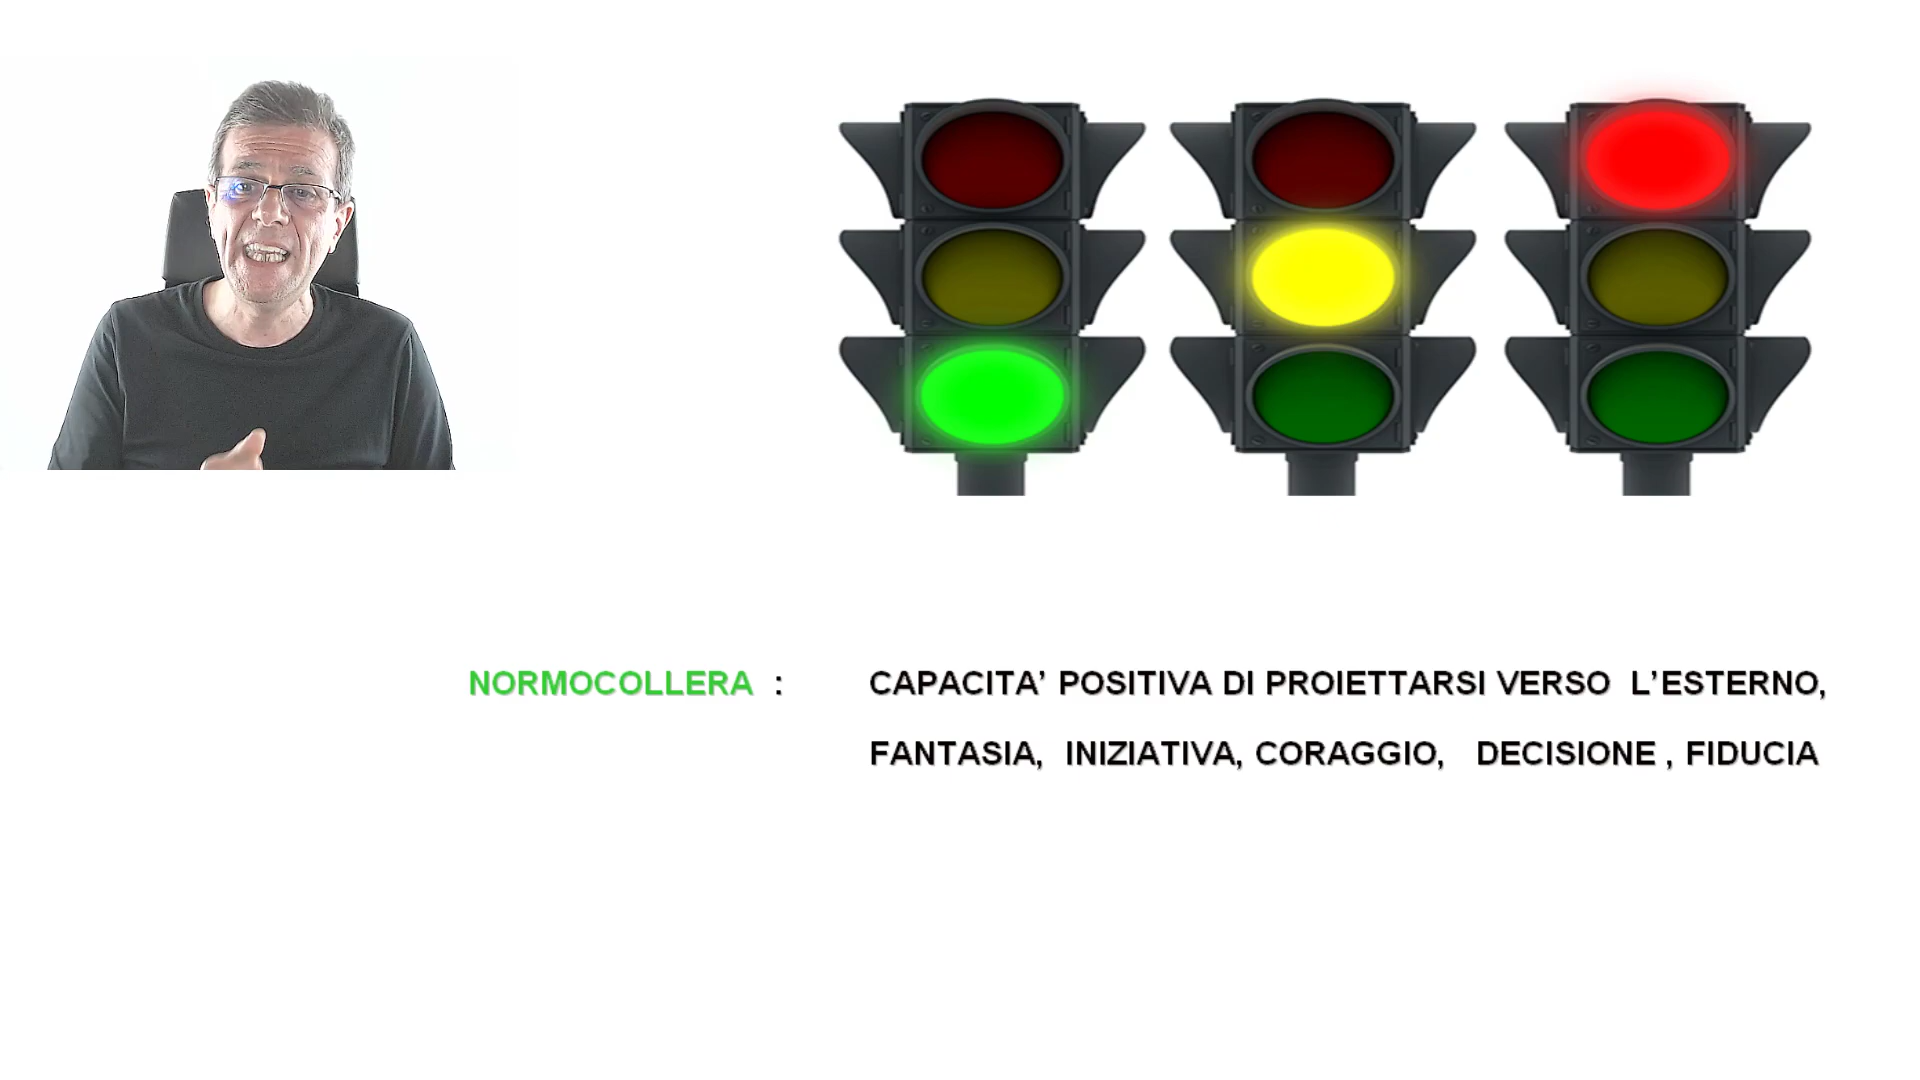 NORMOCOLLERA : CAPACITA’ POSITIVA DI PROIETTARSI VERSO L’ESTERNO,
FANTASIA, INIZIATIVA, CORAGGIO, DECISIONE , FIDUCIA